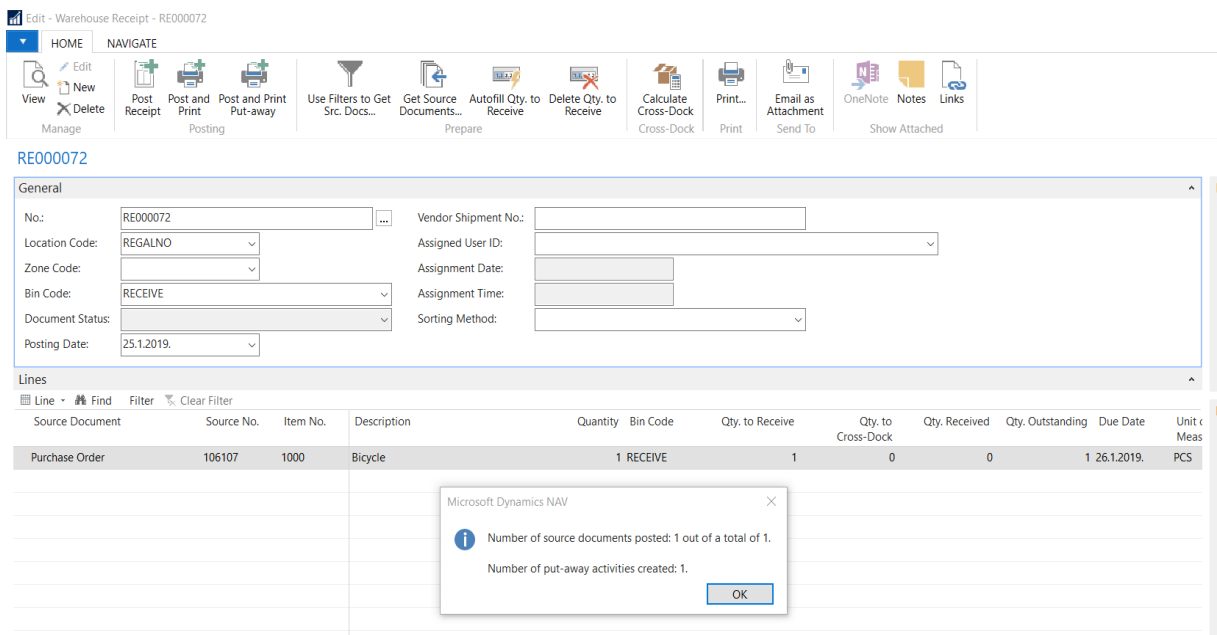 Edit - Warehouse Receipt - RE000072
HOME NAVIGATE
View
Edit
New
Delete
Manage
Post Receipt
Post and Print
Post and Print Put-away
Posting
Use Filters to Get Src. Docs...
Get Source Documents...
Autofill Qty. to Receive
Delete Qty. to Receive
Prepare
Calculate Cross-Dock
Cross-Dock
Print...
Print
Email as Attachment
Send To
OneNote
Notes
Links
Show Attached
RE000072
General
No.: RE000072 ... Vendor Shipment No.:
Location Code: REGALNO Assigned User ID:
Zone Code: Assignment Date:
Bin Code: RECEIVE Assignment Time:
Document Status: Sorting Method:
Posting Date: 25.1.2019.
Lines
Line Find Filter Clear Filter
Source Document Source No. Item No. Description Quantity Bin Code Qty. to Receive Qty. to Cross-Dock Qty. Received Qty. Outstanding Due Date Unit
Purchase Order 106107 1000 Bicycle 1 RECEIVE 1 0 0 1 26.1.2019. PCS
Microsoft Dynamics NAV
Number of source documents posted: 1 out of a total of 1.
Number of put-away activities created: 1.
OK